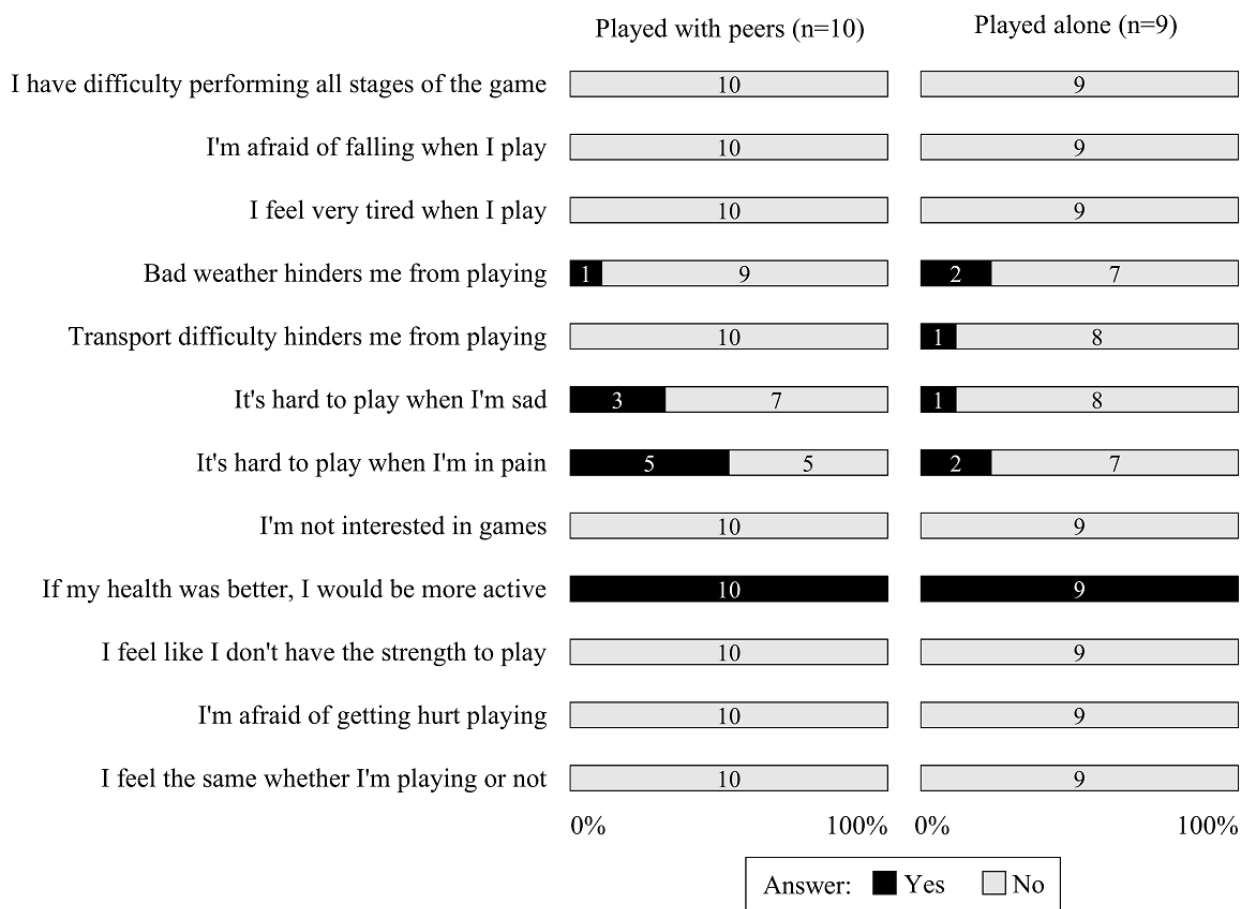 Played with peers (n=10) Played alone (n=9)
I have difficulty performing all stages of the game 10 9
I'm afraid of falling when I play 10 9
I feel very tired when I play 10 9
Bad weather hinders me from playing 1 9 2 7
Transport difficulty hinders me from playing 10 1 8
It's hard to play when I'm sad 3 7 1 8
It's hard to play when I'm in pain 5 5 2 7
I'm not interested in games 10 9
If my health was better, I would be more active 10 9
I feel like I don't have the strength to play 10 9
I'm afraid of getting hurt playing 10 9
I feel the same whether I'm playing or not 10 9
0% 100% 0% 100%
Answer: Yes No